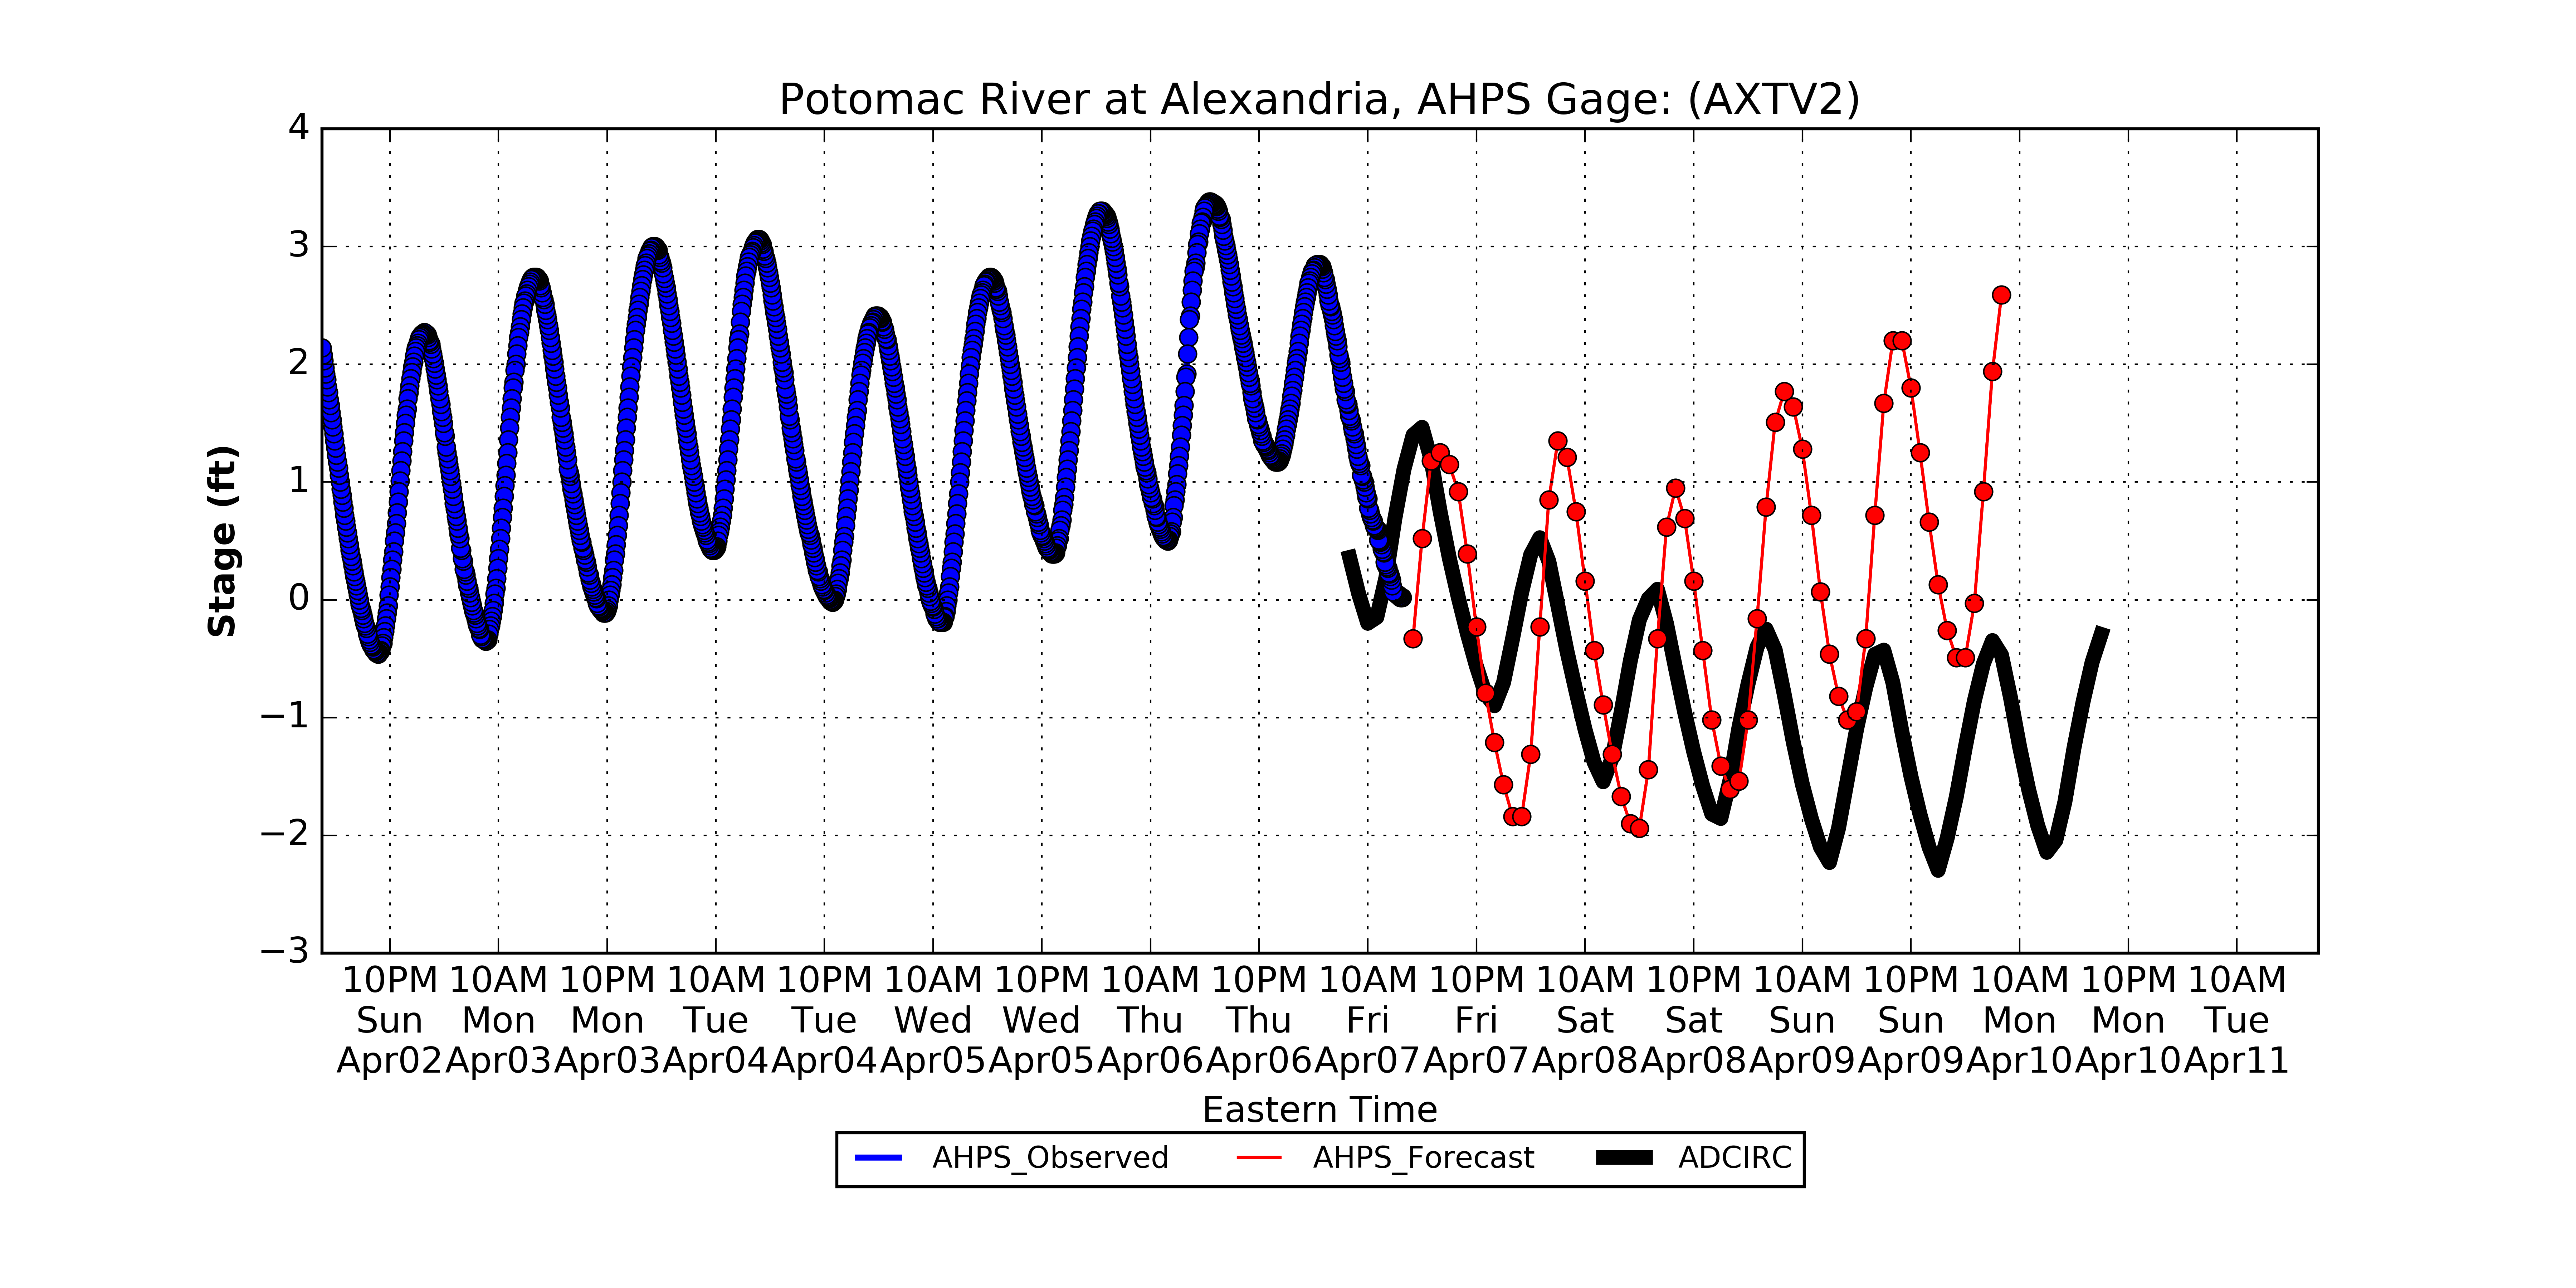 Potomac River at Alexandria, AHPS Gage: (AXTV2)
4
3
2
1
0
−1
−2
−3
Stage (ft)
10PM 10AM 10PM 10AM 10PM 10AM 10PM 10AM 10PM 10AM 10PM 10AM 10PM 10AM 10PM 10AM 10PM 10AM
Sun Mon Mon Tue Tue Wed Wed Thu Thu Fri Fri Sat Sat Sun Sun Mon Mon Tue
Apr02 Apr03 Apr03 Apr04 Apr04 Apr05 Apr05 Apr06 Apr06 Apr07 Apr07 Apr08 Apr08 Apr09 Apr09 Apr10 Apr10 Apr11
Eastern Time
AHPS_Observed AHPS_Forecast ADCIRC